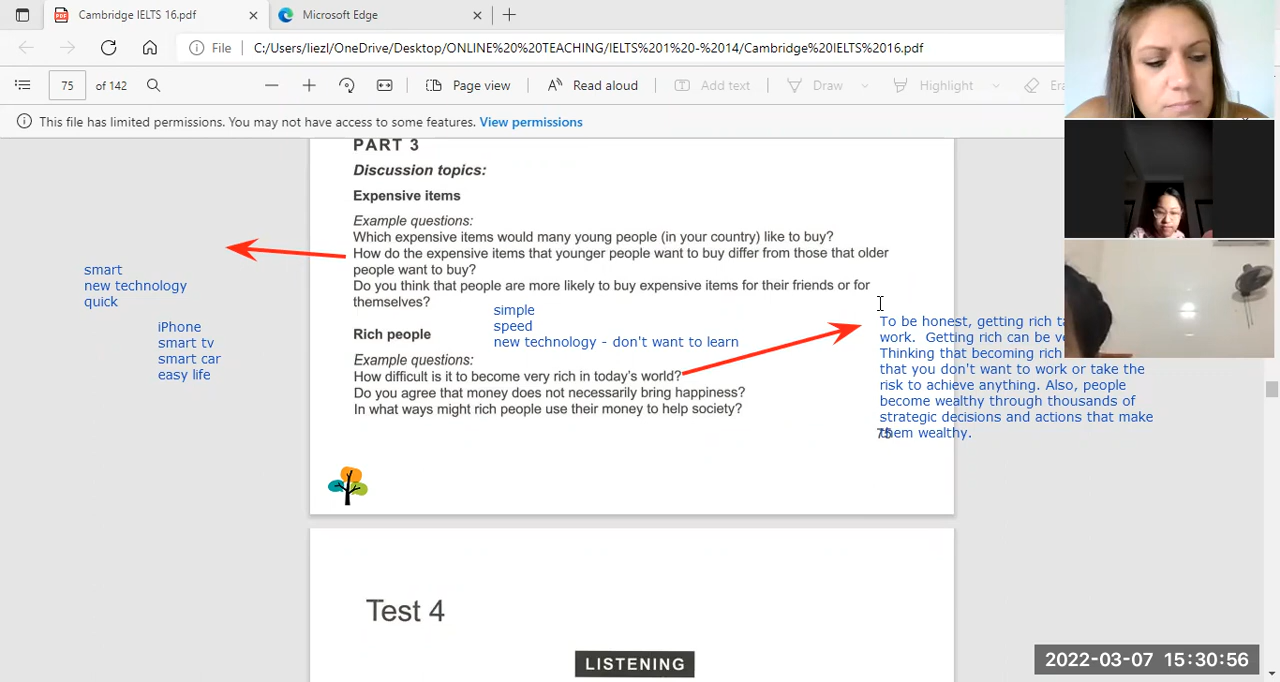 Cambridge IELTS 16.pdf
Microsoft Edge
File
C:/Users/liezl/OneDrive/Desktop/ONLINE%20%20TEACHING/IELTS%201%20-%2014/Cambridge%20IELTS%2016.pdf
75
of 142
Page view
Read aloud
Add text
Draw
Highlight
This file has limited permissions. You may not have access to some features. View permissions
PART 3
Discussion topics:
Expensive items
Example questions:
Which expensive items would many young people (in your country) like to buy?
How do the expensive items that younger people want to buy differ from those that older
people want to buy?
Do you think that people are more likely to buy expensive items for their friends or for
themselves?
smart
new technology
quick
iPhone
smart tv
smart car
easy life
simple
speed
new technology - don't want to learn
Rich people
Example questions:
How difficult is it to become very rich in today's world?
Do you agree that money does not necessarily bring happiness?
In what ways might rich people use their money to help society?
To be honest, getting rich
work.  Getting rich can be
Thinking that becoming rich
that you don't want to work or take the
risk to achieve anything. Also, people
become wealthy through thousands of
strategic decisions and actions that make
them wealthy.
75
Test 4
LISTENING
2022-03-07 15:30:56